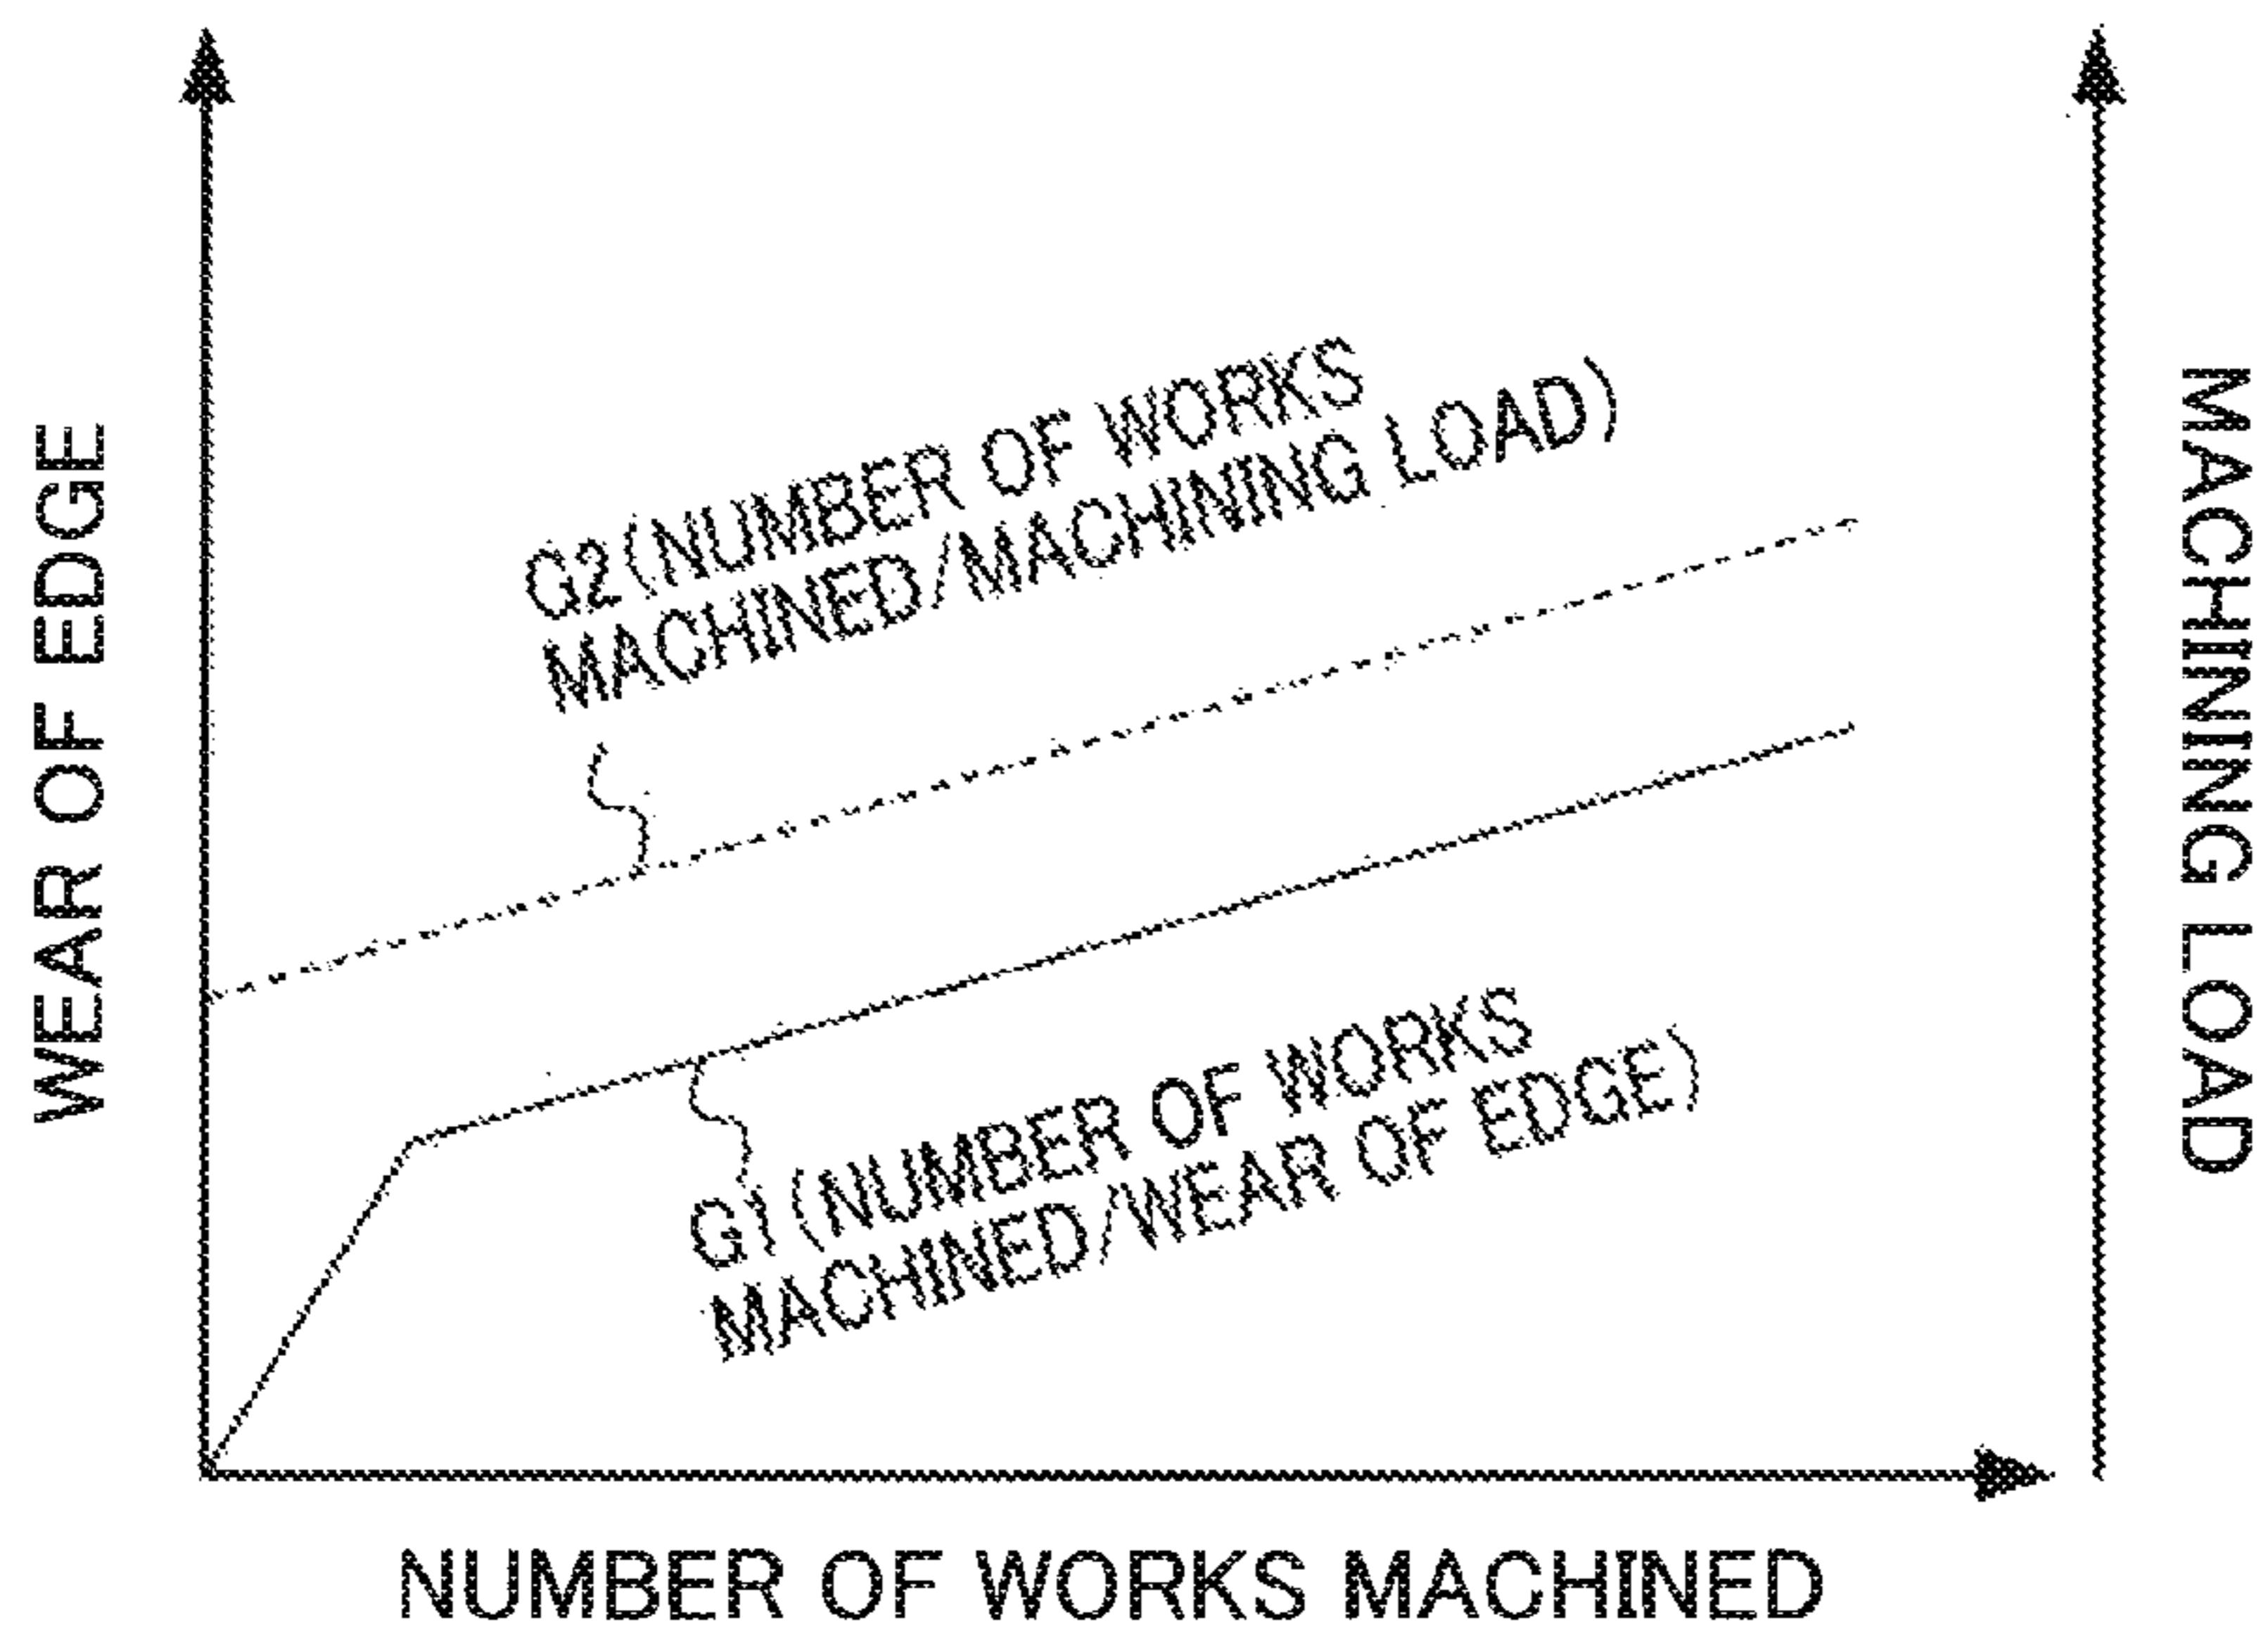 WEAR OF EDGE
G2(NUMBER OF WORKS
MACHINED/MACHINING LOAD)
G1(NUMBER OF WORKS
MACHINED/WEAR OF EDGE)
MACHINING LOAD
NUMBER OF WORKS MACHINED